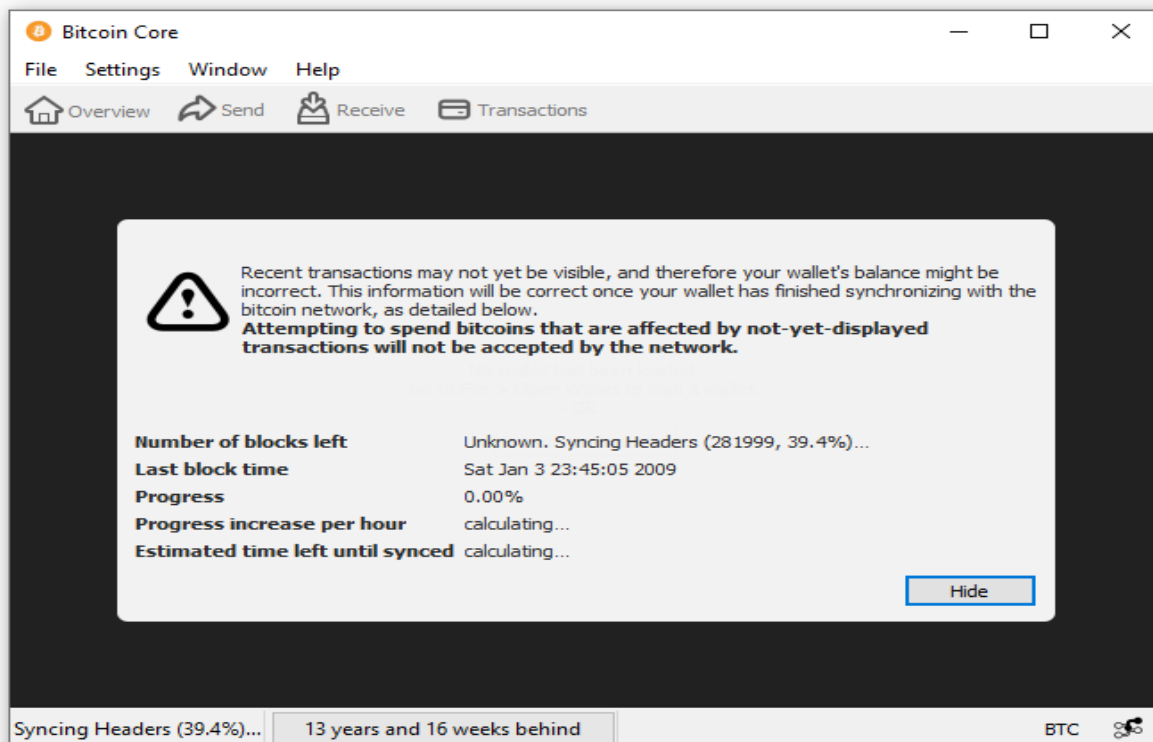 Bitcoin Core
File Settings Window Help
Overview Send Receive Transactions
Recent transactions may not yet be visible, and therefore your wallet's balance might be
incorrect. This information will be correct once your wallet has finished synchronizing with the
bitcoin network, as detailed below.
Attempting to spend bitcoins that are affected by not-yet-displayed
transactions will not be accepted by the network.
Number of blocks left Unknown. Syncing Headers (281999, 39.4%)...
Last block time Sat Jan 3 23:45:05 2009
Progress 0.00%
Progress increase per hour calculating...
Estimated time left until synced calculating...
Hide
Syncing Headers (39.4%)... 13 years and 16 weeks behind BTC